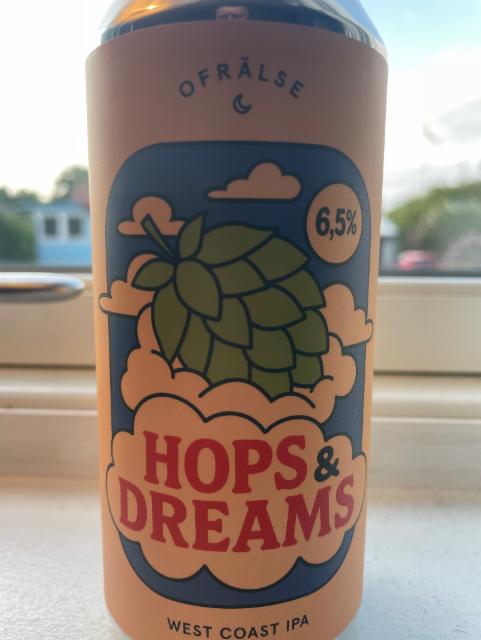 OFRÄLSE
6,5%
HOPS &
DREAMS
WEST COAST IPA